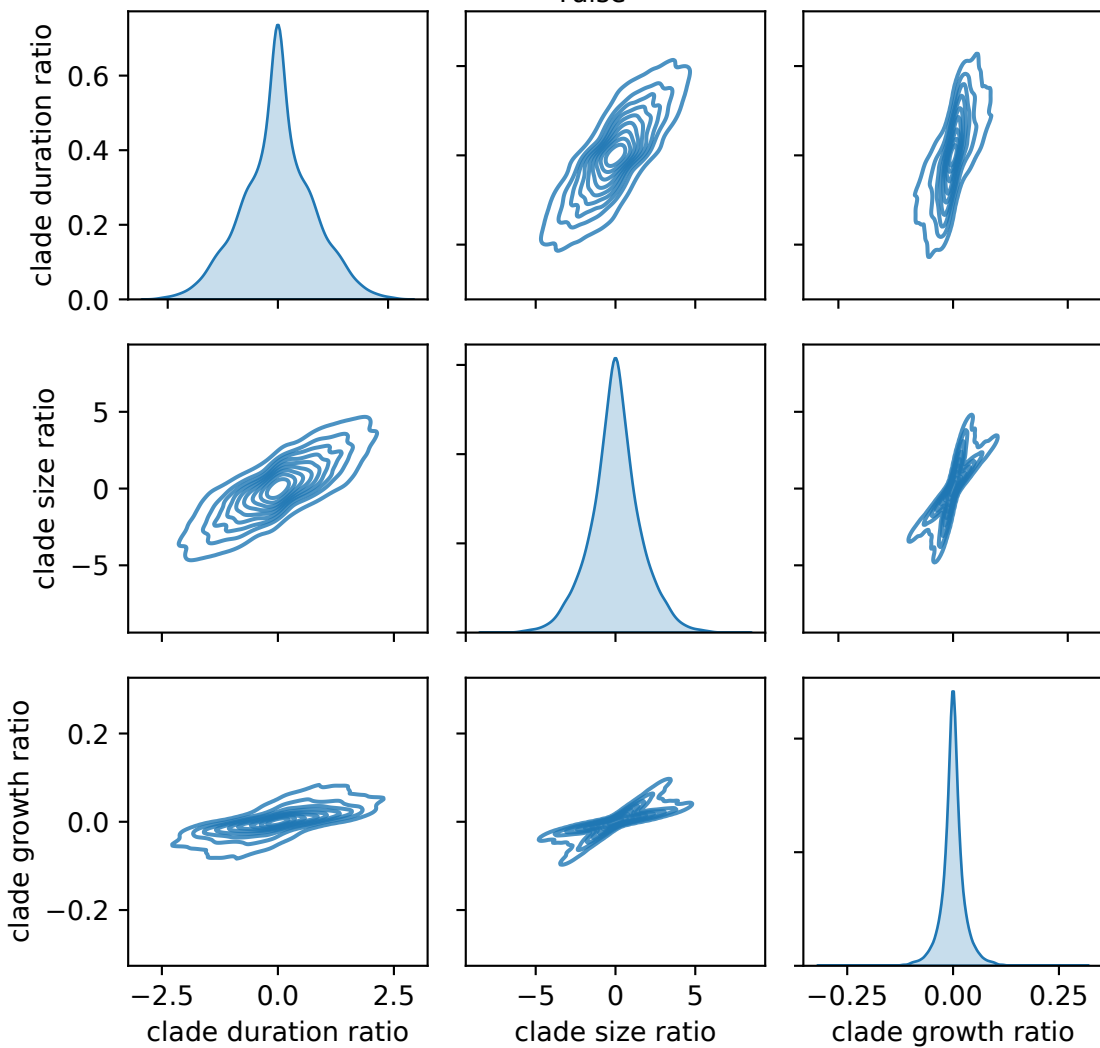 clade duration ratio
0.6
0.4
0.2
0.0
clade size ratio
5
0
−5
clade growth ratio
0.2
0.0
−0.2
−2.5 0.0 2.5
−5 0 5
−0.25 0.00 0.25
clade duration ratio
clade size ratio
clade growth ratio